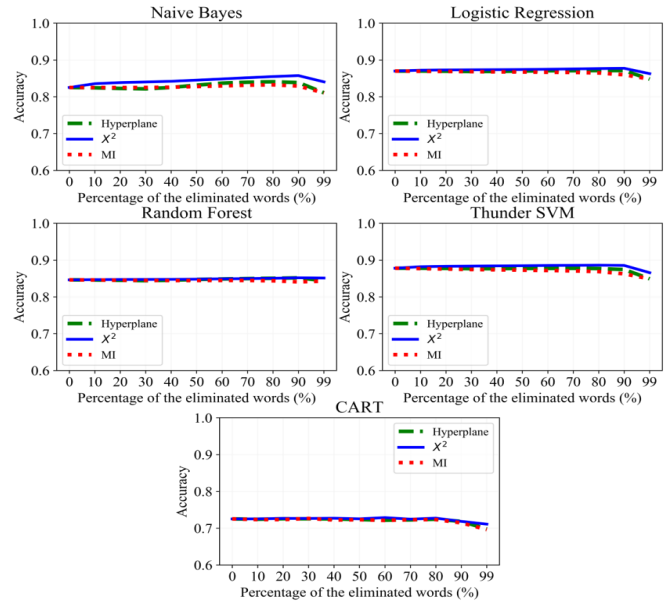 Naive Bayes
1.0
0.9
0.8
0.7
0.6
Accuracy
Hyperplane
X²
MI
0 10 20 30 40 50 60 70 80 90 99
Percentage of the eliminated words (%)
Logistic Regression
1.0
0.9
0.8
0.7
0.6
Accuracy
Hyperplane
X²
MI
0 10 20 30 40 50 60 70 80 90 99
Percentage of the eliminated words (%)
Random Forest
1.0
0.9
0.8
0.7
0.6
Accuracy
Hyperplane
X²
MI
0 10 20 30 40 50 60 70 80 90 99
Percentage of the eliminated words (%)
Thunder SVM
1.0
0.9
0.8
0.7
0.6
Accuracy
Hyperplane
X²
MI
0 10 20 30 40 50 60 70 80 90 99
Percentage of the eliminated words (%)
CART
1.0
0.9
0.8
0.7
0.6
Accuracy
Hyperplane
X²
MI
0 10 20 30 40 50 60 70 80 90 99
Percentage of the eliminated words (%)